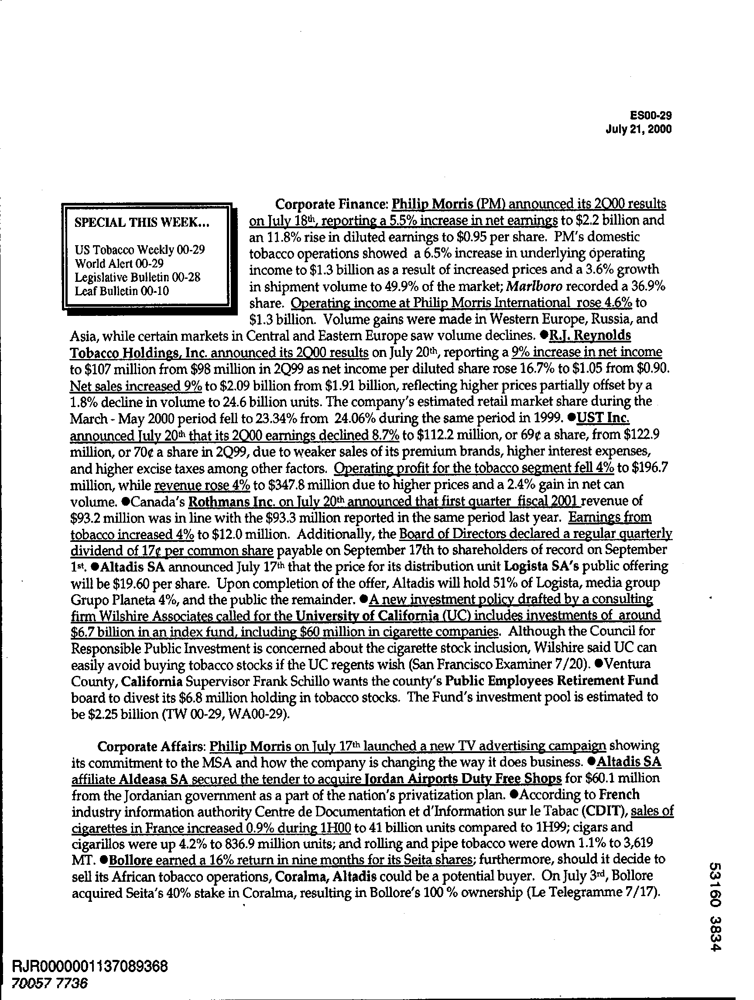 ES00-29
July 21, 2000
SPECIAL THIS WEEK...
US Tobacco Weekly 00-29
World Alert 00-29
Legislative Bulletin 00-28
Leaf Bulletin 00-10
Corporate Finance: Philip Morris (PM) announced its 2Q00 results
on July 18th, reporting a 5.5% increase in net earnings to $2.2 billion and
an 11.8% rise in diluted earnings to $0.95 per share. PM's domestic
tobacco operations showed a 6.5% increase in underlying operating
income to $1.3 billion as a result of increased prices and a 3.6% growth
in shipment volume to 49.9% of the market; Marlboro recorded a 36.9%
share. Operating income at Philip Morris International rose 4.6% to
$1.3 billion. Volume gains were made in Western Europe, Russia, and
Asia, while certain markets in Central and Eastern Europe saw volume declines. ●R.J. Reynolds
Tobacco Holdings, Inc. announced its 2Q00 results on July 20th, reporting a 9% increase in net income
to $107 million from $98 million in 2Q99 as net income per diluted share rose 16.7% to $1.05 from $0.90.
Net sales increased 9% to $2.09 billion from $1.91 billion, reflecting higher prices partially offset by a
1.8% decline in volume to 24.6 billion units. The company's estimated retail market share during the
March - May 2000 period fell to 23.34% from 24.06% during the same period in 1999. ●UST Inc.
announced July 20th that its 2Q00 earnings declined 8.7% to $112.2 million, or 69¢ a share, from $122.9
million, or 70¢ a share in 2Q99, due to weaker sales of its premium brands, higher interest expenses,
and higher excise taxes among other factors. Operating profit for the tobacco segment fell 4% to $196.7
million, while revenue rose 4% to $347.8 million due to higher prices and a 2.4% gain in net can
volume. ●Canada's Rothmans Inc. on July 20th announced that first quarter fiscal 2001 revenue of
$93.2 million was in line with the $93.3 million reported in the same period last year. Earnings from
tobacco increased 4% to $12.0 million. Additionally, the Board of Directors declared a regular quarterly
dividend of 17¢ per common share payable on September 17th to shareholders of record on September
1st. ●Altadis SA announced July 17th that the price for its distribution unit Logista SA's public offering
will be $19.60 per share. Upon completion of the offer, Altadis will hold 51% of Logista, media group
Grupo Planeta 4%, and the public the remainder. ●A new investment policy drafted by a consulting
firm Wilshire Associates called for the University of California (UC) includes investments of around
$6.7 billion in an index fund, including $60 million in cigarette companies. Although the Council for
Responsible Public Investment is concerned about the cigarette stock inclusion, Wilshire said UC can
easily avoid buying tobacco stocks if the UC regents wish (San Francisco Examiner 7/20). ●Ventura
County, California Supervisor Frank Schillo wants the county's Public Employees Retirement Fund
board to divest its $6.8 million holding in tobacco stocks. The Fund's investment pool is estimated to
be $2.25 billion (TW 00-29, WA00-29).
Corporate Affairs: Philip Morris on July 17th launched a new TV advertising campaign showing
its commitment to the MSA and how the company is changing the way it does business. ●Altadis SA
affiliate Aldeasa SA secured the tender to acquire Jordan Airports Duty Free Shops for $60.1 million
from the Jordanian government as a part of the nation's privatization plan. ●According to French
industry information authority Centre de Documentation et d'Information sur le Tabac (CDIT), sales of
cigarettes in France increased 0.9% during 1H00 to 41 billion units compared to 1H99; cigars and
cigarillos were up 4.2% to 836.9 million units; and rolling and pipe tobacco were down 1.1% to 3,619
MT. ●Bollore earned a 16% return in nine months for its Seita shares; furthermore, should it decide to
sell its African tobacco operations, Coralma, Altadis could be a potential buyer. On July 3rd, Bollore
acquired Seita's 40% stake in Coralma, resulting in Bollore's 100 % ownership (Le Telegramme 7/17).
53160 3834
RJR0000001137089368
70057 7736